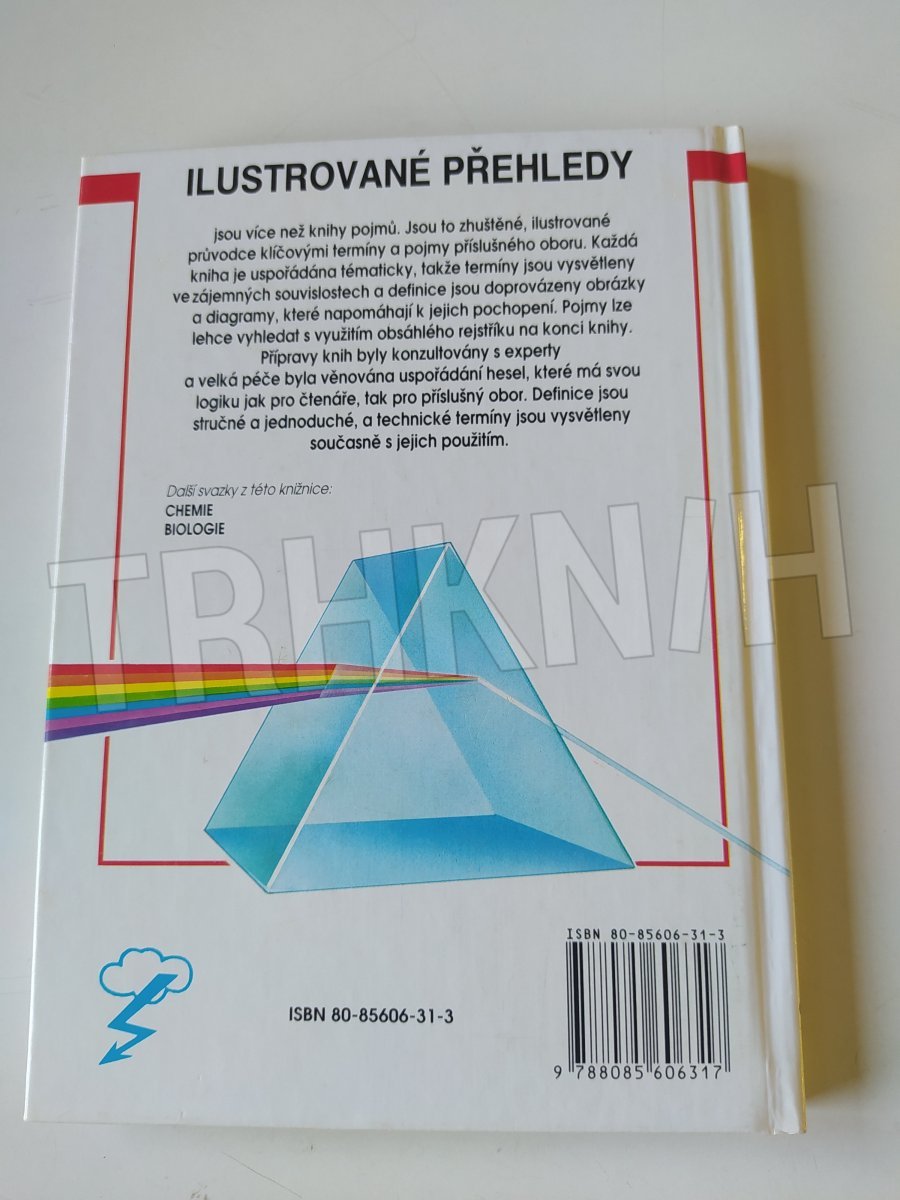 ILUSTROVANÉ PŘEHLEDY
jsou více než knihy pojmů. Jsou to zhuštěné, ilustrované
průvodce klíčovými termíny a pojmy příslušného oboru. Každá
kniha je uspořádána tématicky, takže termíny jsou vysvětleny
ve zájemných souvislostech a definice jsou doprovázeny obrázky
a diagramy, které napomáhají k jejich pochopení. Pojmy lze
lehce vyhledat s využitím obsáhlého rejstříku na konci knihy.
Přípravy knih byly konzultovány s experty
a velká péče byla věnována uspořádání hesel, které má svou
logiku jak pro čtenáře, tak pro příslušný obor. Definice jsou
stručné a jednoduché, a technické termíny jsou vysvětleny
současně s jejich použitím.
Další svazky z této knižnice:
CHEMIE
BIOLOGIE
TRHKNIH
ISBN 80-85606-31-3
ISBN 80-85606-31-3
9 788085 606317